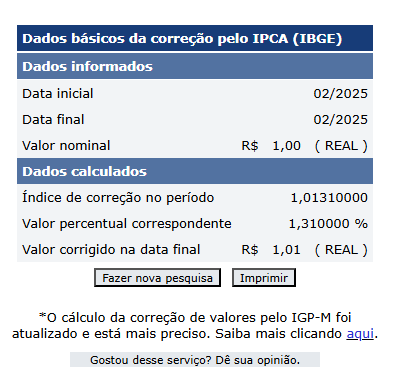 Dados básicos da correção pelo IPCA (IBGE)
Dados informados
Data inicial 02/2025
Data final 02/2025
Valor nominal R$ 1,00 ( REAL )
Dados calculados
Índice de correção no período 1,01310000
Valor percentual correspondente 1,310000 %
Valor corrigido na data final R$ 1,01 ( REAL )
Fazer nova pesquisa Imprimir
*O cálculo da correção de valores pelo IGP-M foi
atualizado e está mais preciso. Saiba mais clicando aqui.
Gostou desse serviço? Dê sua opinião.